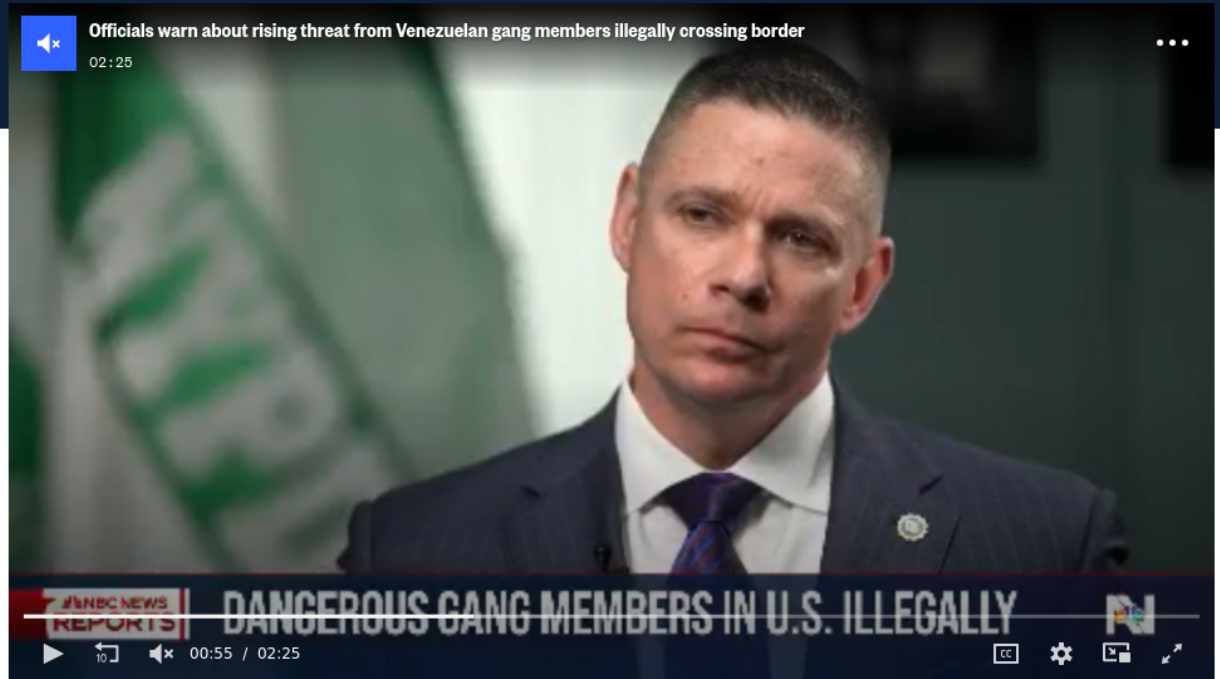 Officials warn about rising threat from Venezuelan gang members illegally crossing border
02:25
NBC NEWS
REPORTS
DANGEROUS GANG MEMBERS IN U.S. ILLEGALLY
10
00:55 / 02:25
CC